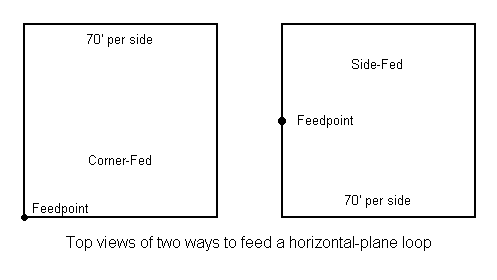 70' per side
Corner-Fed
Feedpoint
Side-Fed
Feedpoint
70' per side
Top views of two ways to feed a horizontal-plane loop